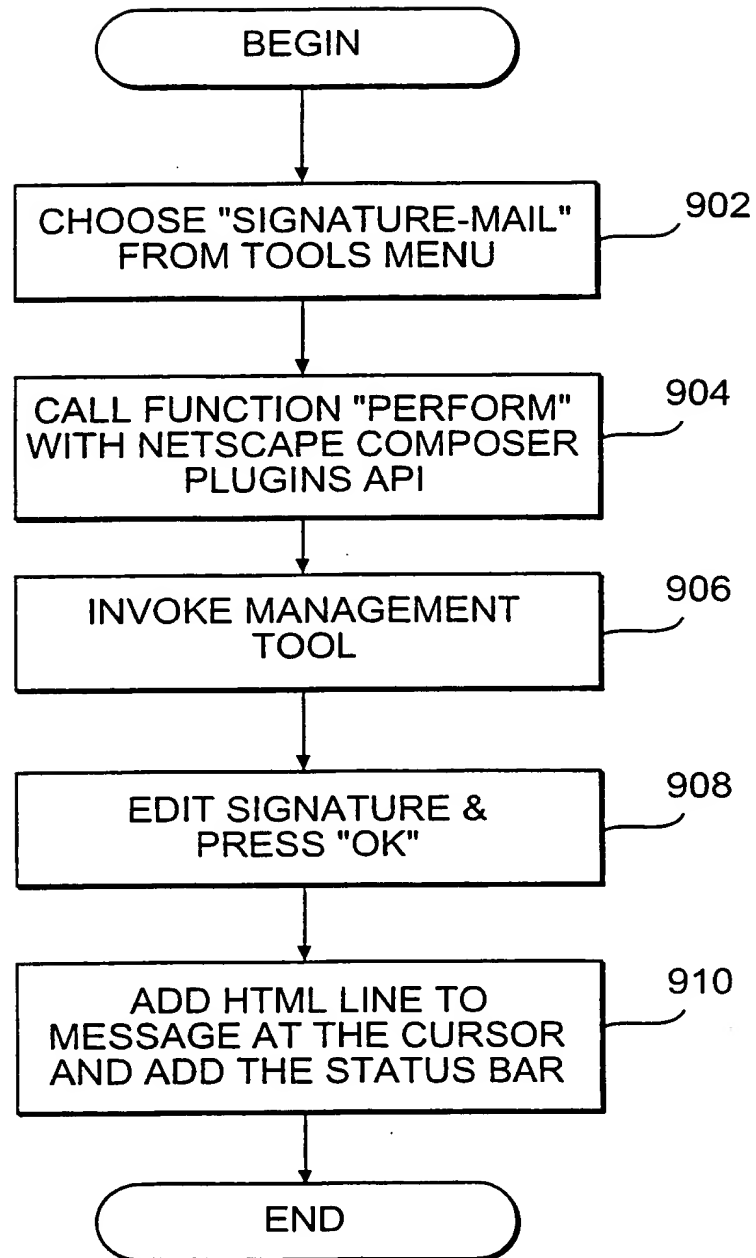 BEGIN
CHOOSE "SIGNATURE-MAIL"
FROM TOOLS MENU
902
CALL FUNCTION "PERFORM"
WITH NETSCAPE COMPOSER
PLUGINS API
904
INVOKE MANAGEMENT
TOOL
906
EDIT SIGNATURE &
PRESS "OK"
908
ADD HTML LINE TO
MESSAGE AT THE CURSOR
AND ADD THE STATUS BAR
910
END